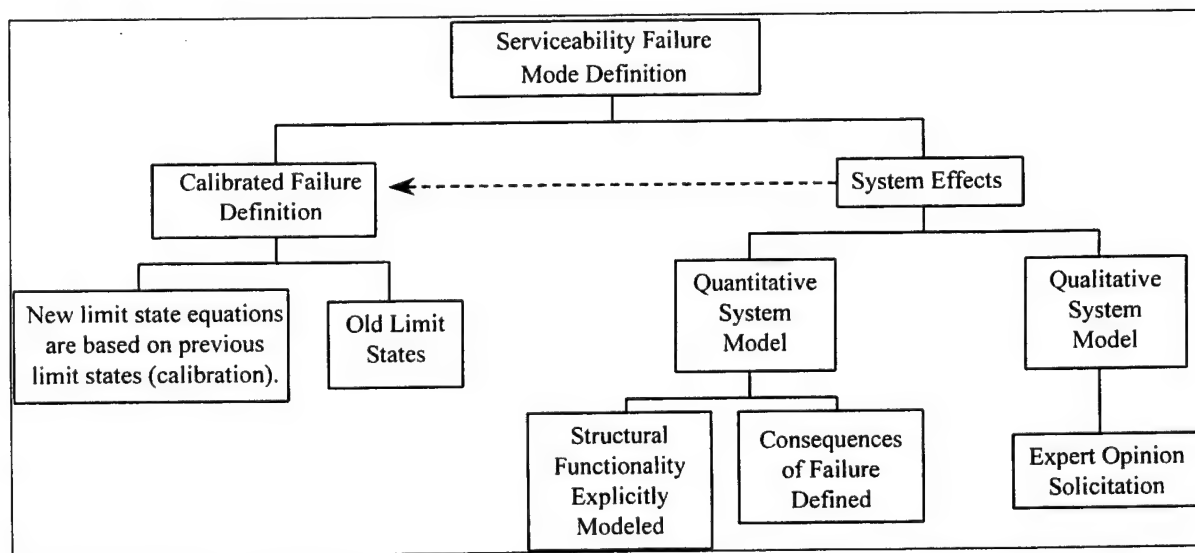 Serviceability Failure
Mode Definition
Calibrated Failure
Definition
System Effects
New limit state equations
are based on previous
limit states (calibration).
Old Limit
States
Quantitative
System
Model
Qualitative
System
Model
Structural
Functionality
Explicitly
Modeled
Consequences
of Failure
Defined
Expert Opinion
Solicitation